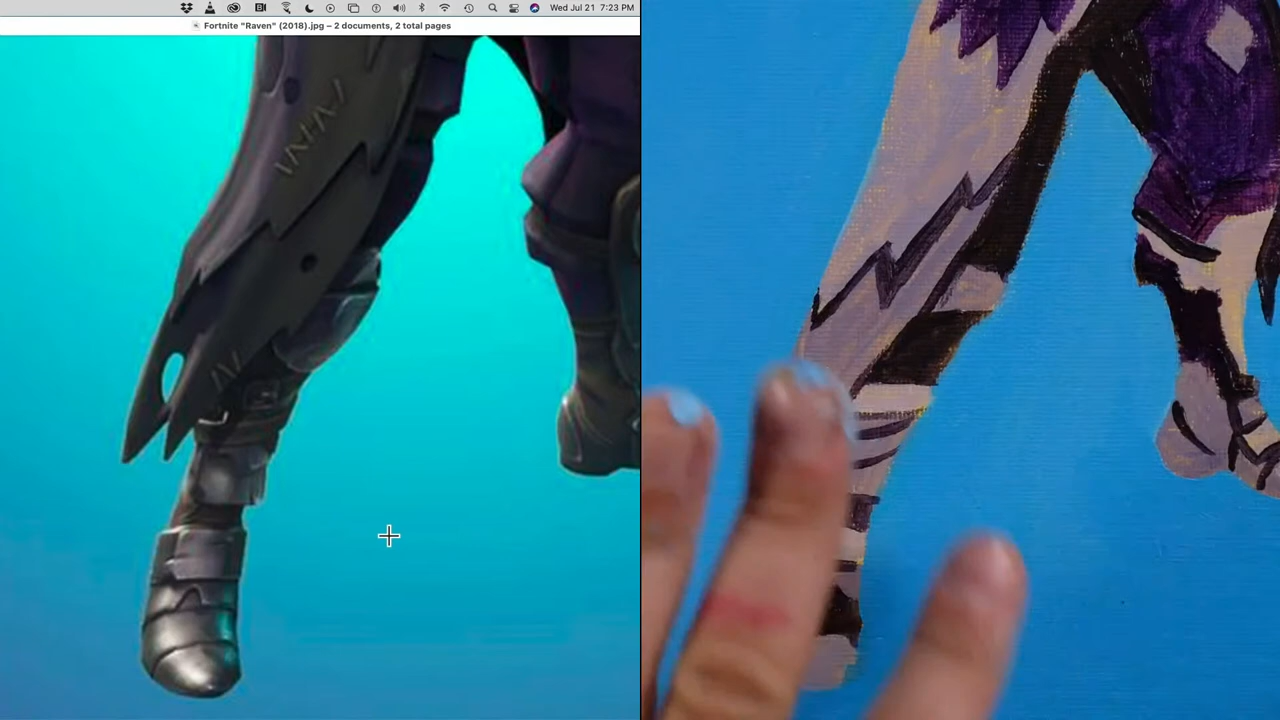 Wed Jul 21 7:23 PM
Fortnite "Raven" (2018).jpg – 2 documents, 2 total pages